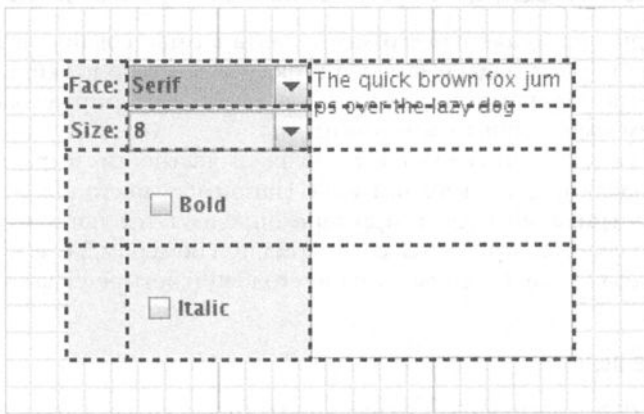 Face: Serif
The quick brown fox jum
ps over the lazy dog
Size: 8
Bold
Italic